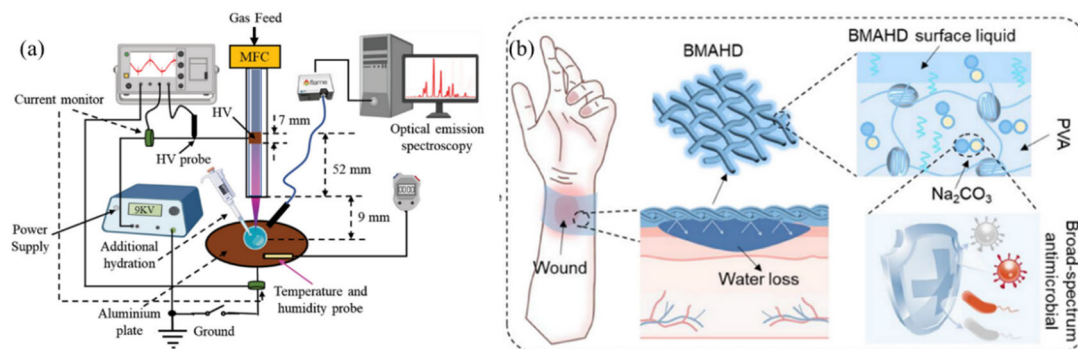 (a)
Gas Feed
MFC
flame
Current monitor
HV
7 mm
HV probe
Optical emission
spectroscopy
52 mm
9KV
9 mm
Power
Supply
Additional
hydration
Temperature and
humidity probe
Aluminium
plate
Ground
(b)
BMAHD
BMAHD surface liquid
PVA
Na₂CO₃
Wound
Water loss
Broad-spectrum
antimicrobial